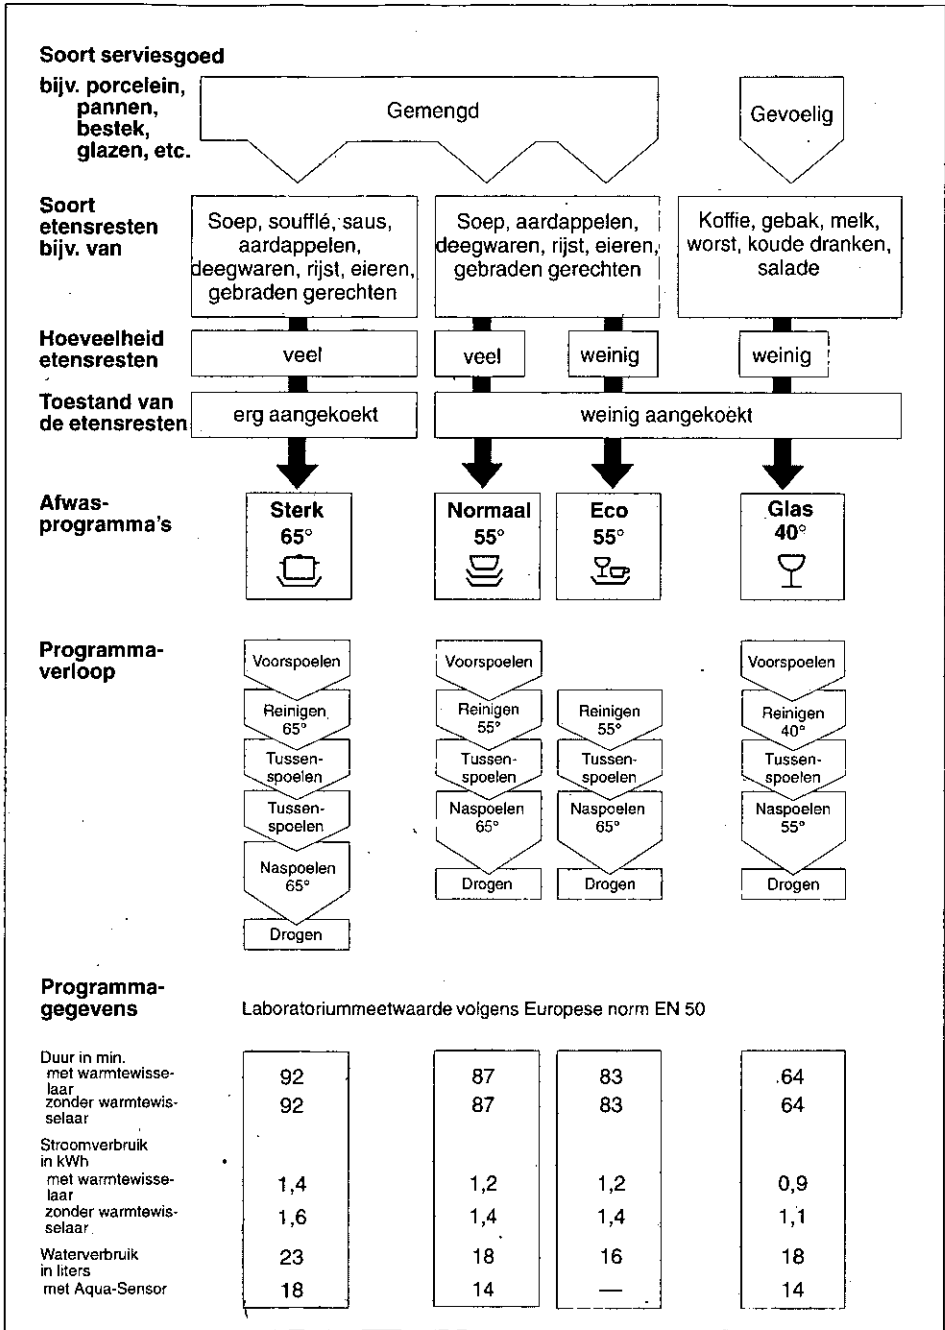 Soort serviesgoed
bijv. porcelein,
pannen,
bestek,
glazen, etc.
Gemengd
Gevoelig
Soort
etensresten
bijv. van
Soep, soufflé, saus,
aardappelen,
deegwaren, rijst, eieren,
gebraden gerechten
Soep, aardappelen,
deegwaren, rijst, eieren,
gebraden gerechten
Koffie, gebak, melk,
worst, koude dranken,
salade
Hoeveelheid
etensresten
veel
veel
weinig
weinig
Toestand van
de etensresten
erg aangekoekt
weinig aangekoekt
Afwas-
programma's
Sterk
65°
Normaal
55°
Eco
55°
Glas
40°
Programma-
verloop
Voorspoelen
Reinigen
65°
Tussen-
spoelen
Tussen-
spoelen
Naspoelen
65°
Drogen
Voorspoelen
Reinigen
55°
Tussen-
spoelen
Naspoelen
65°
Drogen
Reinigen
55°
Tussen-
spoelen
Naspoelen
65°
Drogen
Voorspoelen
Reinigen
40°
Tussen-
spoelen
Naspoelen
55°
Drogen
Programma-
gegevens
Laboratoriummeetwaarde volgens Europese norm EN 50
Duur in min.
met warmtewisse-
laar
92 87 83 64
zonder warmtewis-
selaar
92 87 83 64
Stroomverbruik
in kWh
met warmtewisse-
laar
1,4 1,2 1,2 0,9
zonder warmtewis-
selaar
1,6 1,4 1,4 1,1
Waterverbruik
in liters
23 18 16 18
met Aqua-Sensor
18 14 — 14